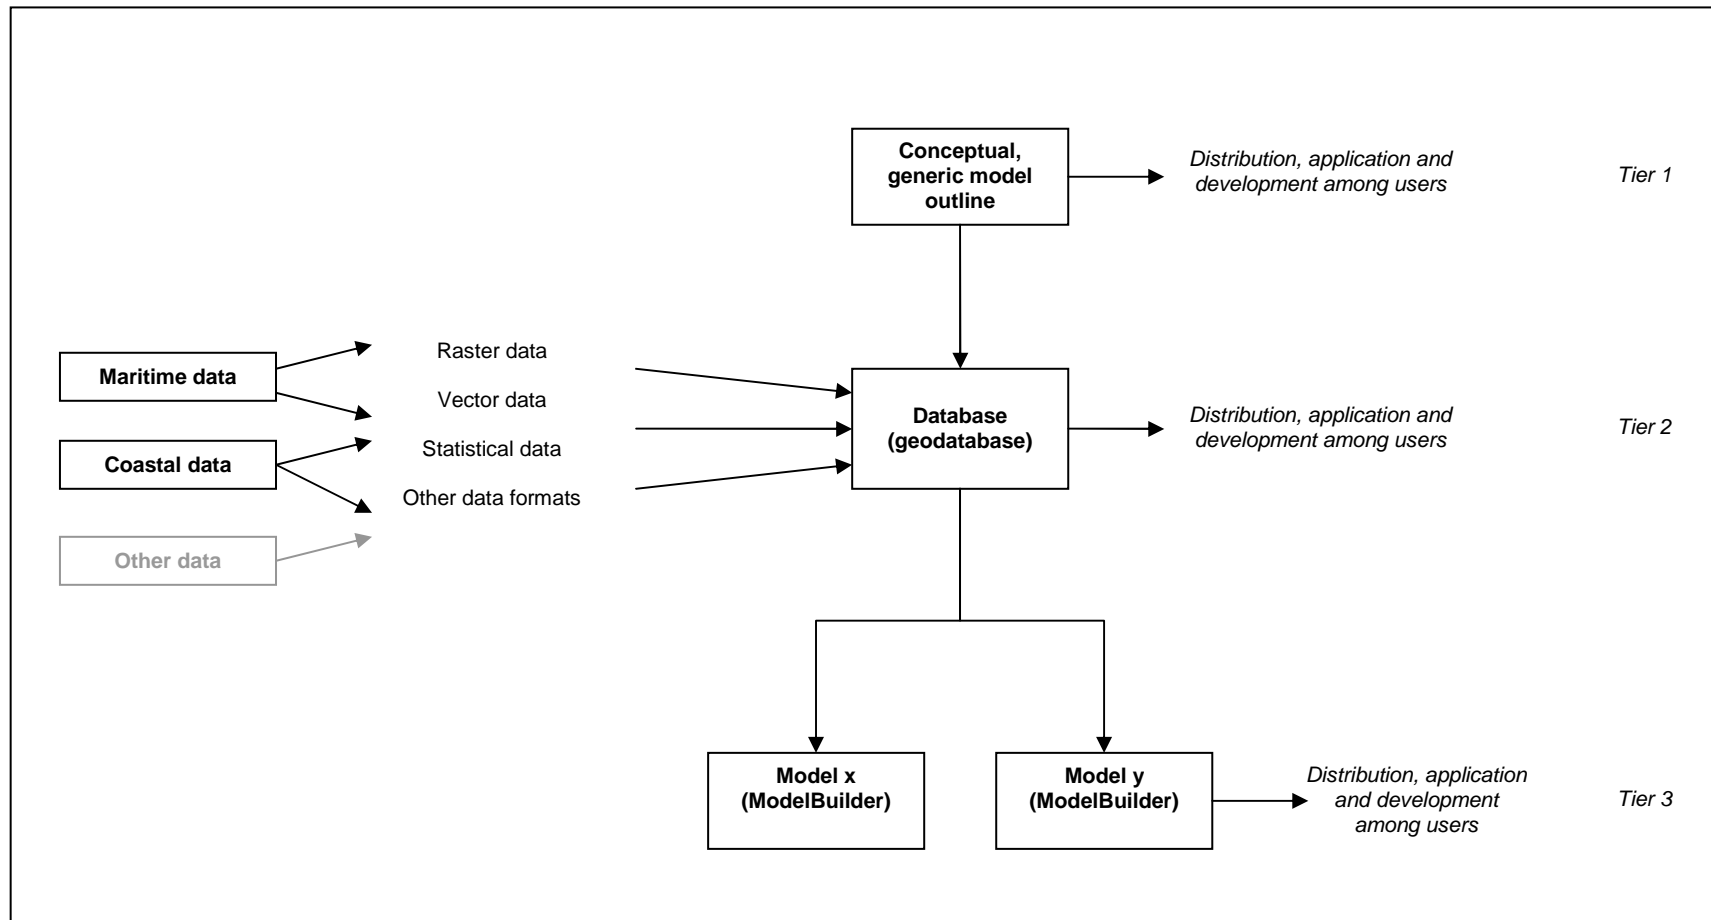 Conceptual,
generic model
outline
Distribution, application and
development among users
Tier 1
Maritime data
Coastal data
Other data
Raster data
Vector data
Statistical data
Other data formats
Database
(geodatabase)
Distribution, application and
development among users
Tier 2
Model x
(ModelBuilder)
Model y
(ModelBuilder)
Distribution, application
and development
among users
Tier 3